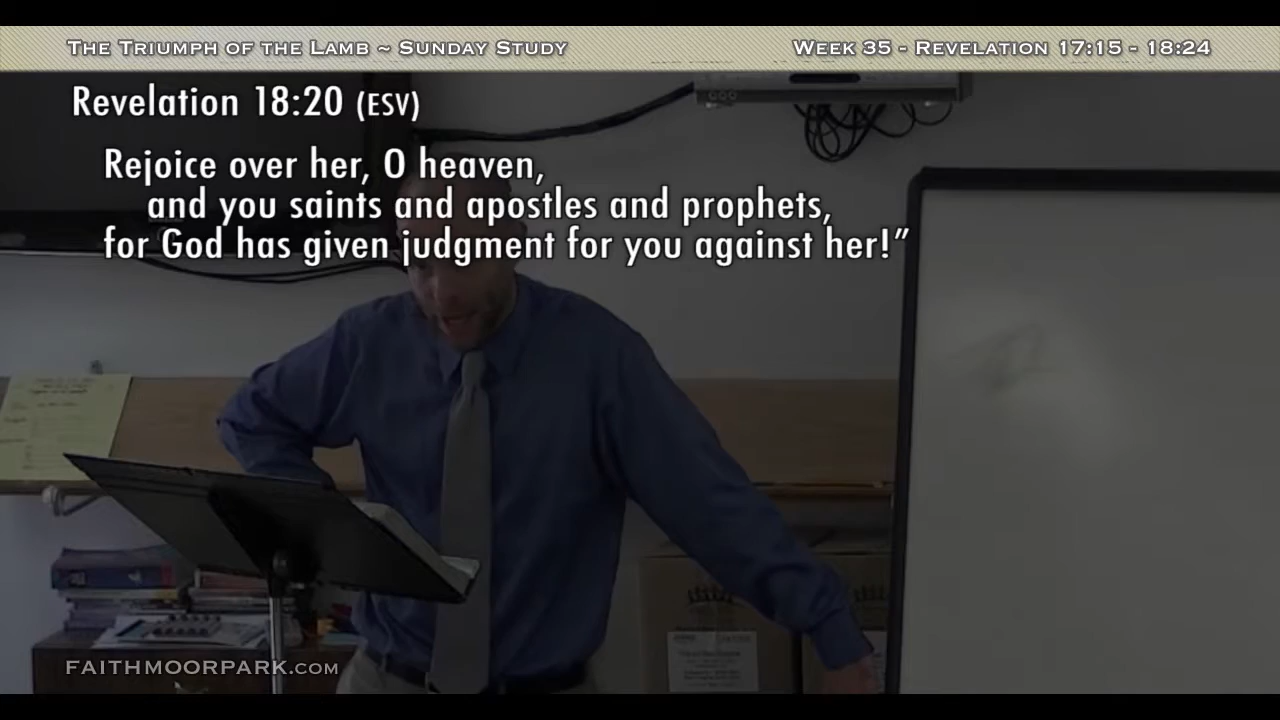 The Triumph of the Lamb ~ Sunday Study
Week 35 - Revelation 17:15 - 18:24
Revelation 18:20 (ESV)
Rejoice over her, O heaven,
and you saints and apostles and prophets,
for God has given judgment for you against her!”
faithmoorpark.com